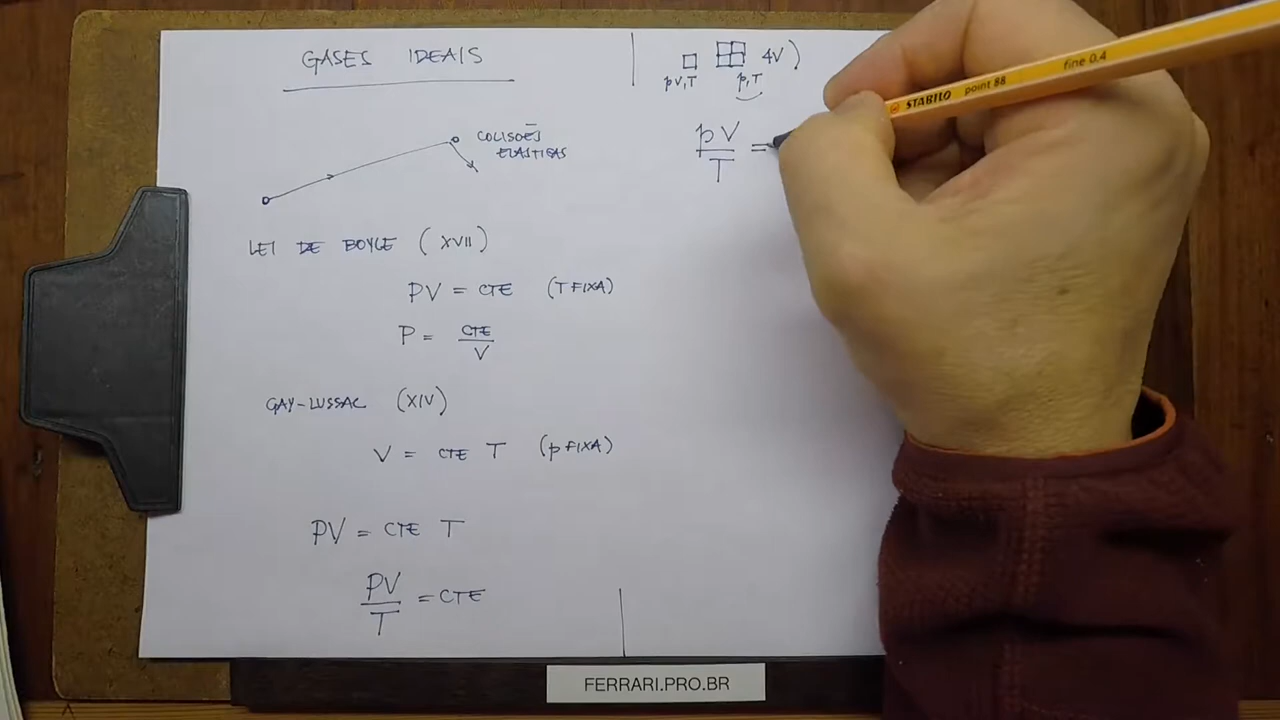 GASES IDEAIS
COLISÕES
ELASTICAS
LEI DE BOYLE (XVII)
PV = CTE (T FIXA)
P = CTE
V
GAY-LUSSAC (XIV)
V = CTE T (p FIXA)
PV = CTE T
PV
T
= CTE
4V)
pV,T
p,T
pV
T
=
STABILO point 88 fine 0.4
FERRARI.PRO.BR